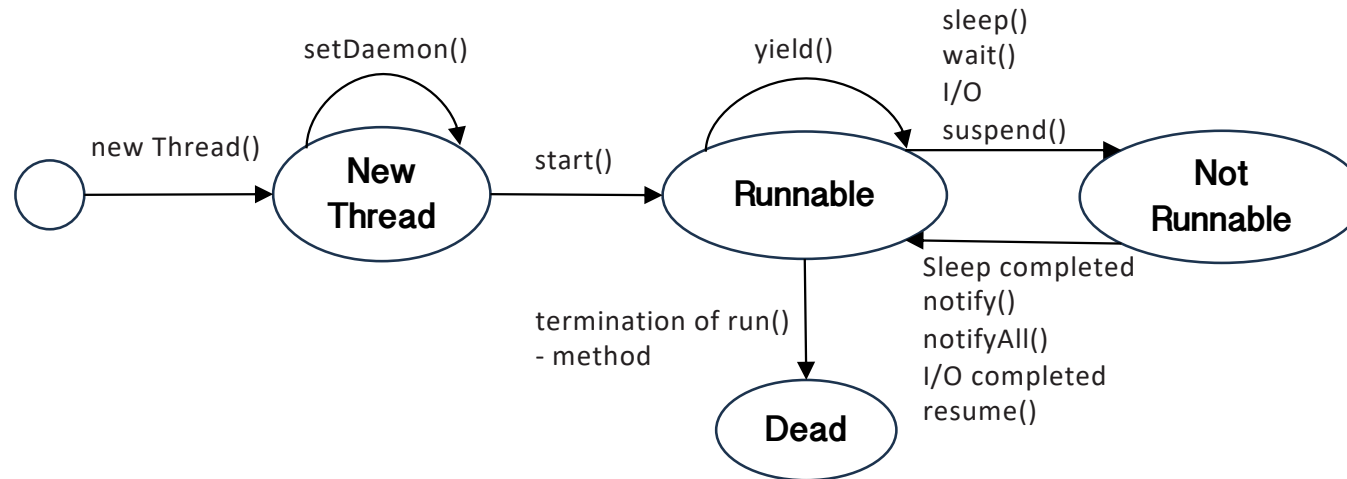 setDaemon()
new Thread()
New
Thread
start()
yield()
Runnable
sleep()
wait()
I/O
suspend()
Not
Runnable
Sleep completed
notify()
notifyAll()
I/O completed
resume()
termination of run()
- method
Dead